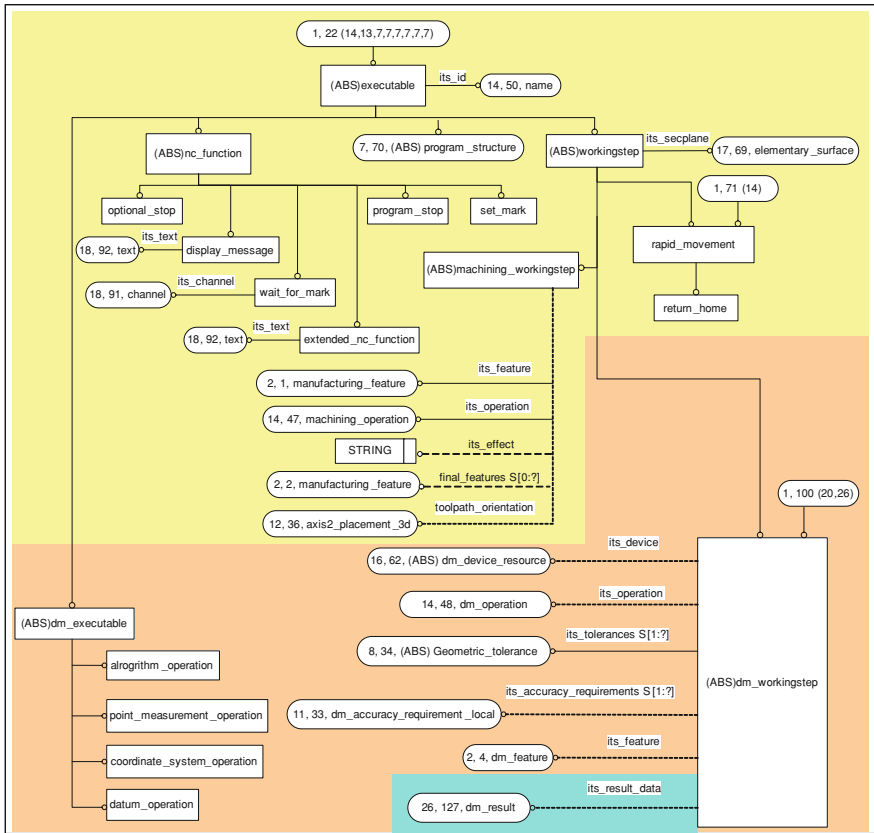 1, 22 (14,13,7,7,7,7,7,7)
(ABS)executable
its_id
14, 50, name
(ABS)nc_function
7, 70, (ABS) program_structure
(ABS)workingstep
its_secplane
17, 69, elementary_surface
1, 71 (14)
optional_stop
program_stop
set_mark
rapid_movement
its_text
18, 92, text
display_message
(ABS)machining_workingstep
its_channel
18, 91, channel
wait_for_mark
return_home
its_text
18, 92, text
extended_nc_function
its_feature
2, 1, manufacturing_feature
its_operation
14, 47, machining_operation
its_effect
STRING
final_features S[0:?]
2, 2, manufacturing_feature
toolpath_orientation
12, 36, axis2_placement_3d
1, 100 (20,26)
its_device
16, 62, (ABS) dm_device_resource
its_operation
14, 48, dm_operation
(ABS)dm_executable
its_tolerances S[1:?]
8, 34, (ABS) Geometric_tolerance
alrogrithm_operation
(ABS)dm_workingstep
its_accuracy_requirements S[1:?]
11, 33, dm_accuracy_requirement_local
point_measurement_operation
its_feature
2, 4, dm_feature
coordinate_system_operation
its_result_data
26, 127, dm_result
datum_operation